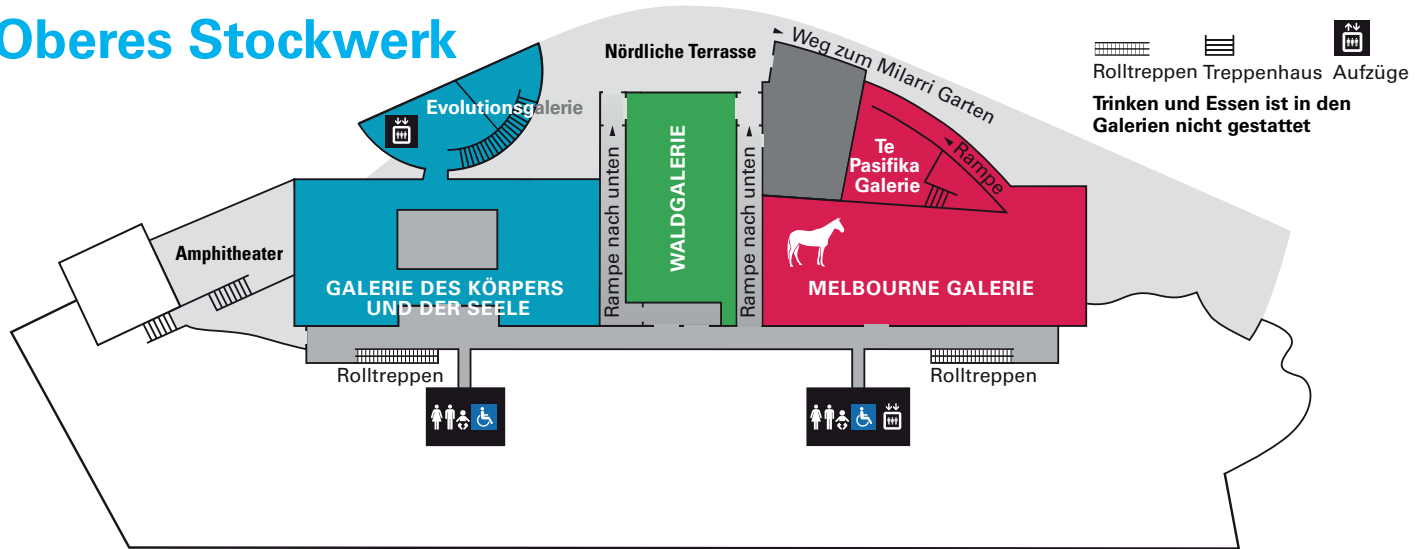 Oberes Stockwerk
Nördliche Terrasse
Weg zum Milarri Garten
Rolltreppen
Treppenhaus
Aufzüge
Trinken und Essen ist in den
Galerien nicht gestattet
Evolutionsgalerie
Te
Pasifika
Galerie
Rampe
Rampe nach unten
WALDGALERIE
Rampe nach unten
Amphitheater
GALERIE DES KÖRPERS
UND DER SEELE
MELBOURNE GALERIE
Rolltreppen
Rolltreppen